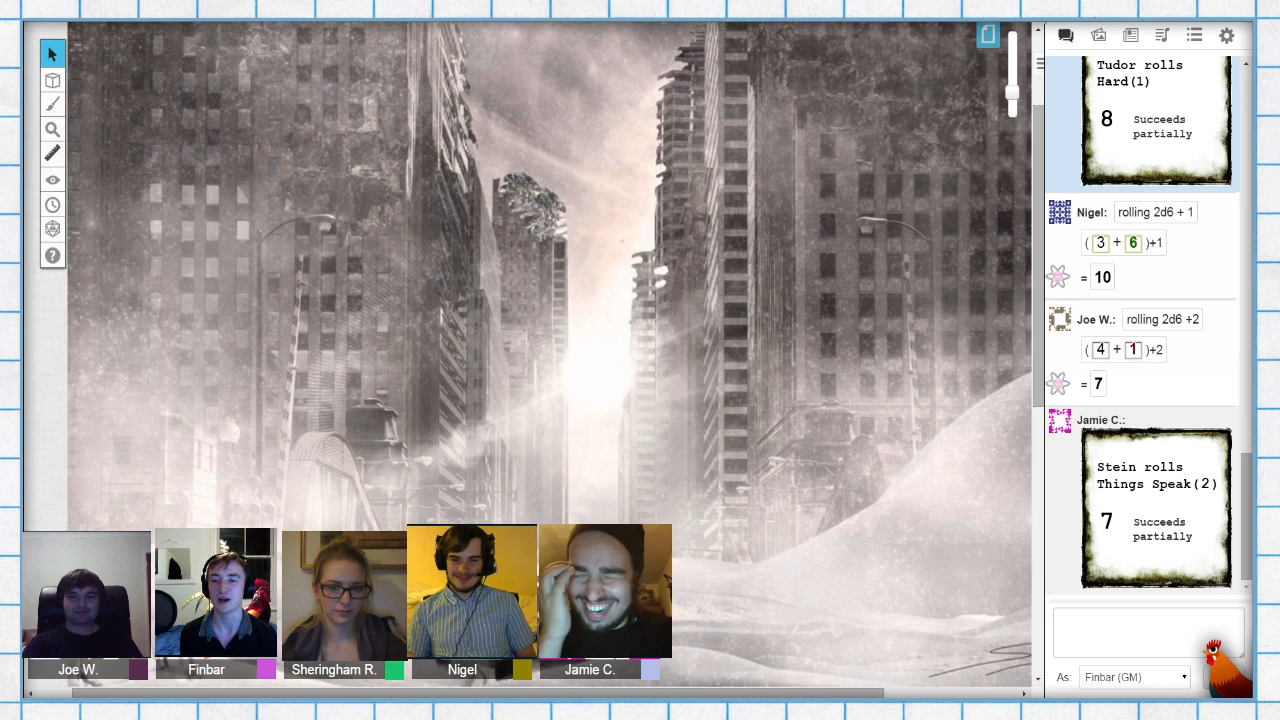 Tudor rolls
Hard(1)
8 Succeeds
partially
Nigel: rolling 2d6 + 1
( 3 + 6 )+1
= 10
Joe W.: rolling 2d6 +2
( 4 + 1 )+2
= 7
Jamie C.:
Stein rolls
Things Speak(2)
7 Succeeds
partially
Joe W.
Finbar
Sheringham R.
Nigel
Jamie C.
As: Finbar (GM)